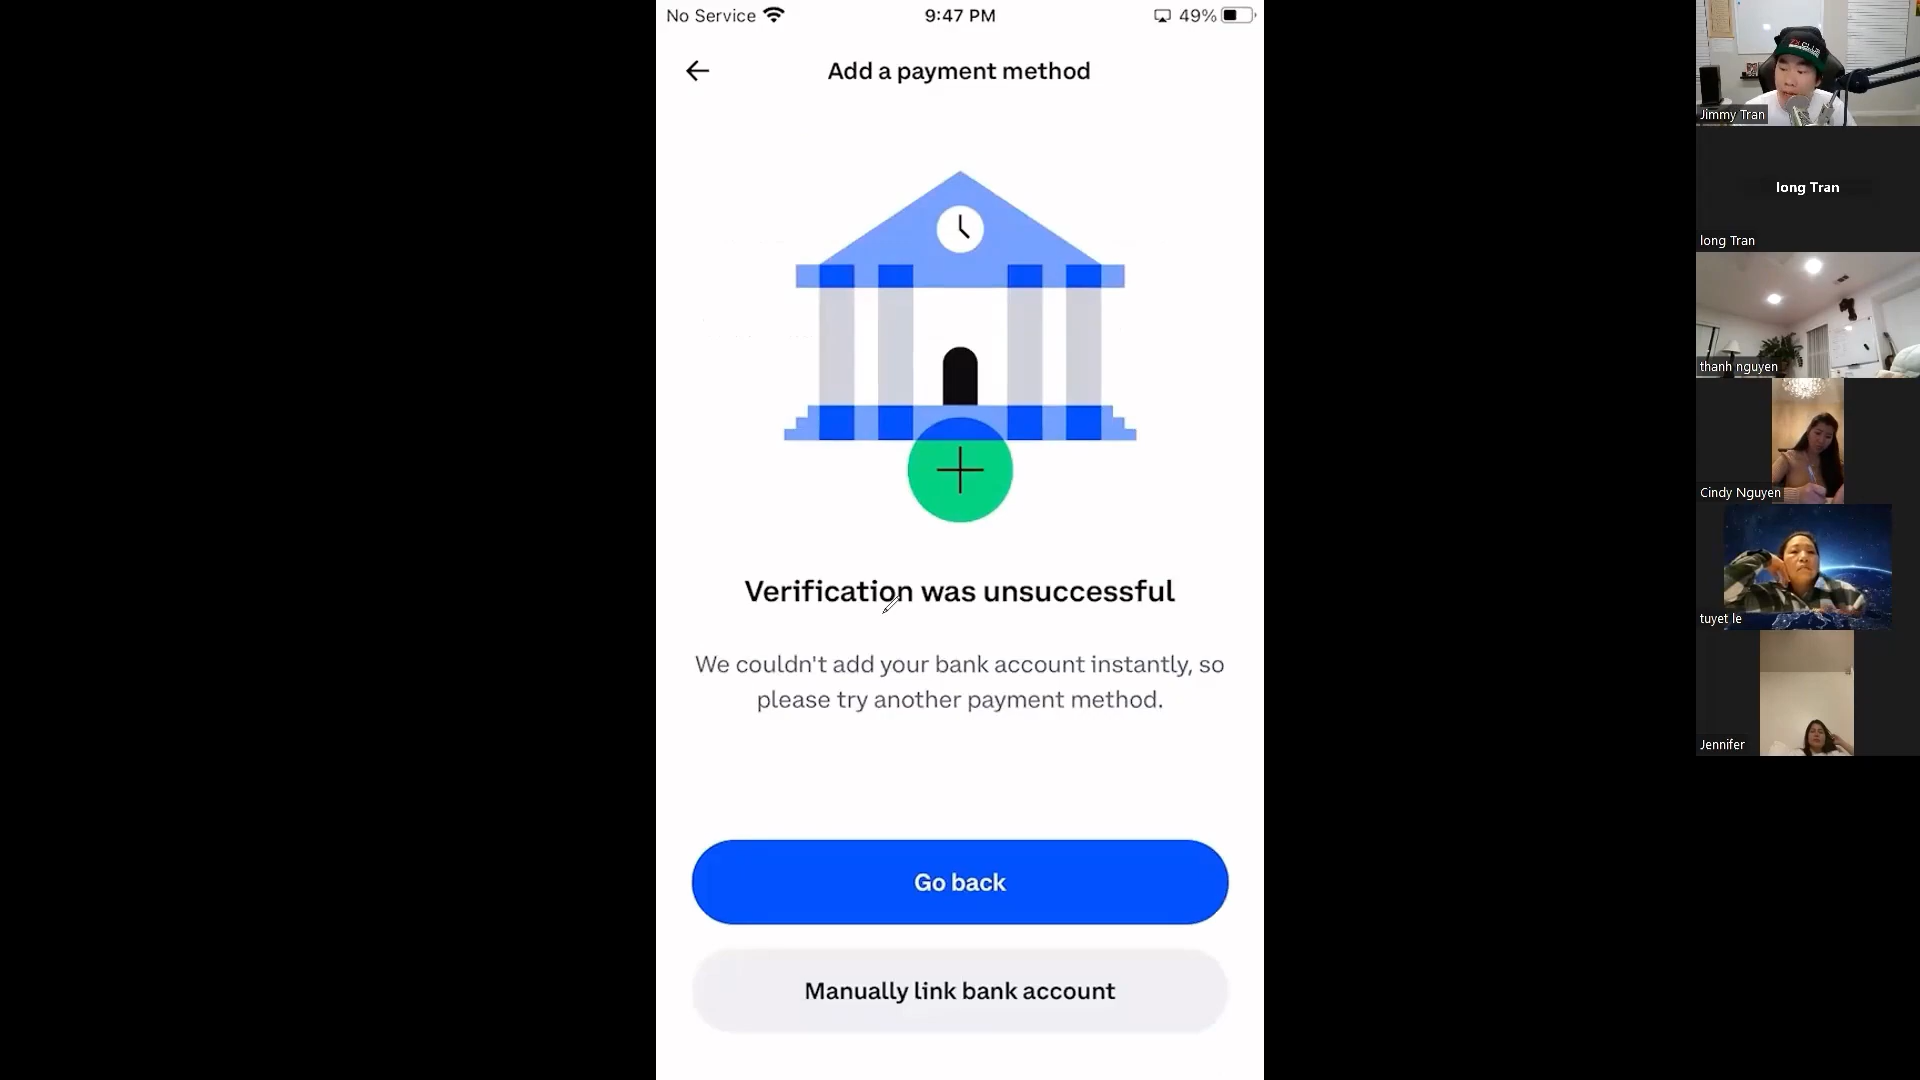 No Service
9:47 PM
49%
Add a payment method
Verification was unsuccessful
We couldn't add your bank account instantly, so
please try another payment method.
Go back
Manually link bank account
Jimmy Tran
long Tran
long Tran
thanh nguyen
Cindy Nguyen
tuyet le
Jennifer